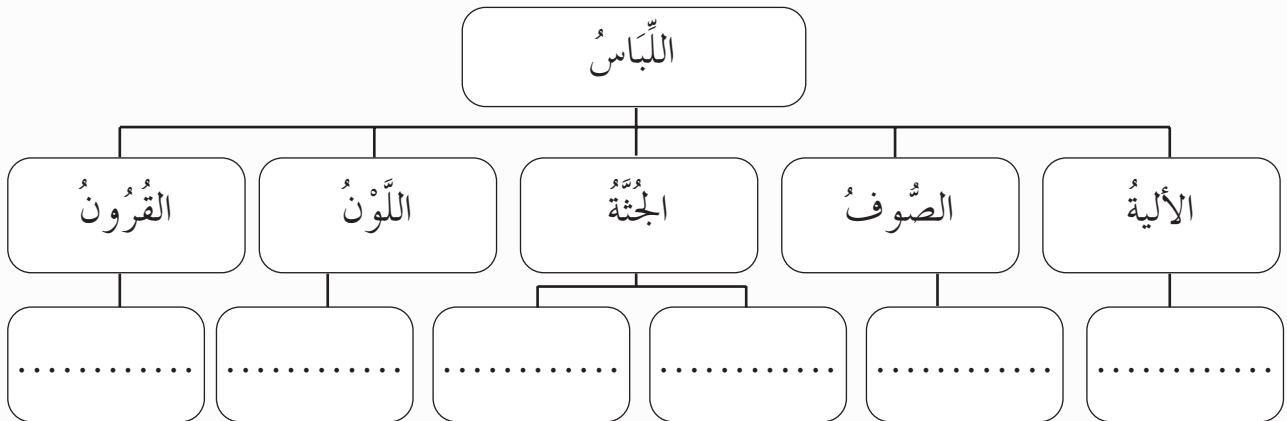 اللِّبَاسُ
الأليةُ الصُّوفُ الجُثَّةُ اللَّوْنُ القُرُونُ
............ ............ ............ ............ ............ ............